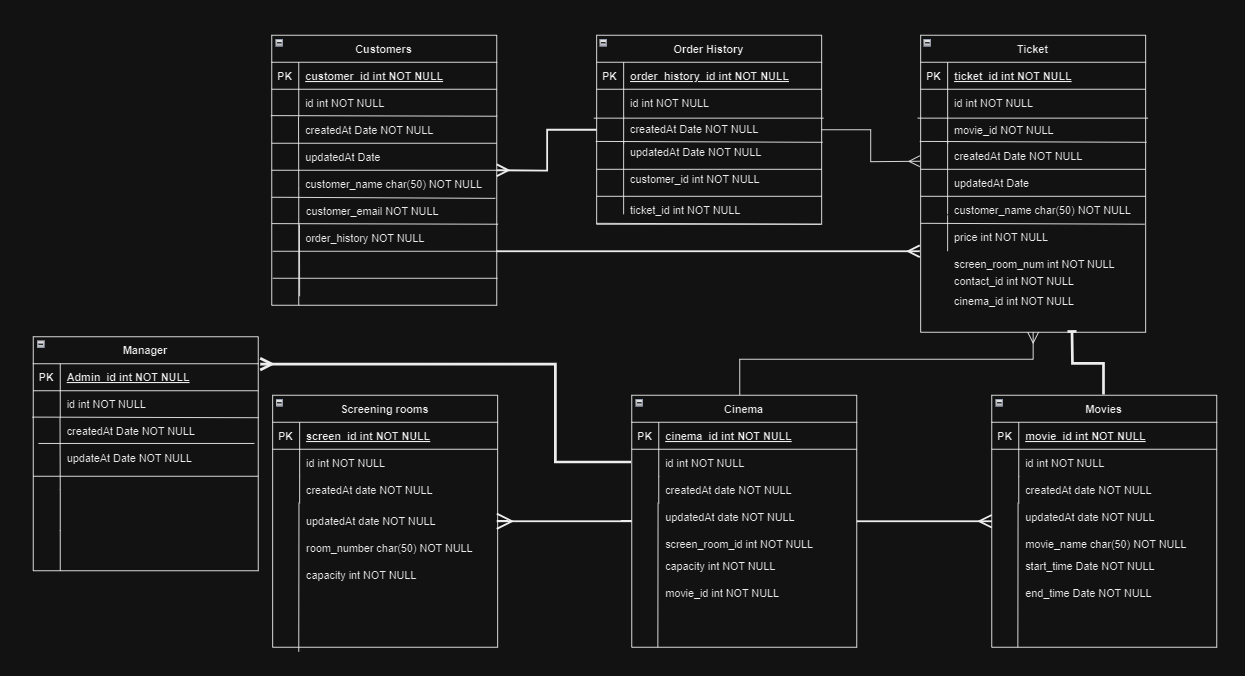 Customers
PK customer_id int NOT NULL
id int NOT NULL
createdAt Date NOT NULL
updatedAt Date
customer_name char(50) NOT NULL
customer_email NOT NULL
order_history NOT NULL
Order History
PK order_history_id int NOT NULL
id int NOT NULL
createdAt Date NOT NULL
updatedAt Date NOT NULL
customer_id int NOT NULL
ticket_id int NOT NULL
Ticket
PK ticket_id int NOT NULL
id int NOT NULL
movie_id NOT NULL
createdAt Date NOT NULL
updatedAt Date
customer_name char(50) NOT NULL
price int NOT NULL
screen_room_num int NOT NULL
contact_id int NOT NULL
cinema_id int NOT NULL
Manager
PK Admin_id int NOT NULL
id int NOT NULL
createdAt Date NOT NULL
updateAt Date NOT NULL
Screening rooms
PK screen_id int NOT NULL
id int NOT NULL
createdAt date NOT NULL
updatedAt date NOT NULL
room_number char(50) NOT NULL
capacity int NOT NULL
Cinema
PK cinema_id int NOT NULL
id int NOT NULL
createdAt date NOT NULL
updatedAt date NOT NULL
screen_room_id int NOT NULL
capacity int NOT NULL
movie_id int NOT NULL
Movies
PK movie_id int NOT NULL
id int NOT NULL
createdAt date NOT NULL
updatedAt date NOT NULL
movie_name char(50) NOT NULL
start_time Date NOT NULL
end_time Date NOT NULL